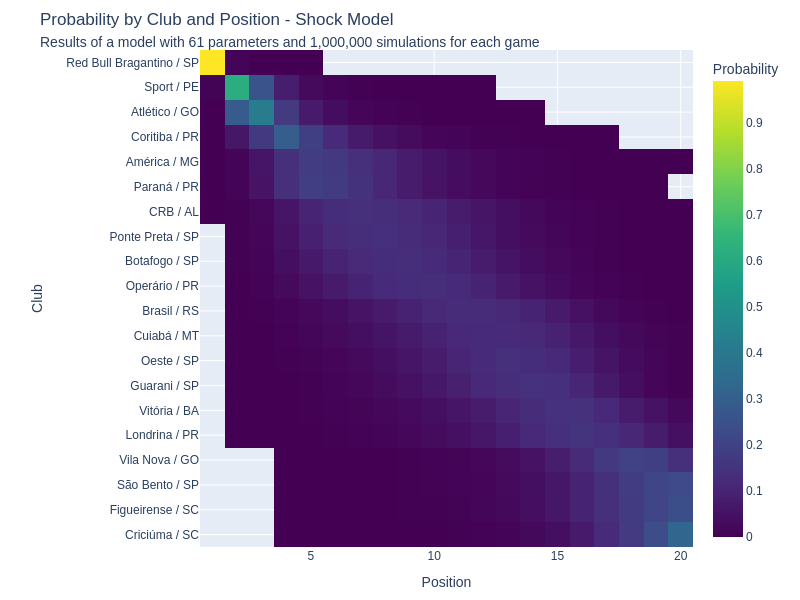 Probability by Club and Position - Shock Model
Results of a model with 61 parameters and 1,000,000 simulations for each game
Probability
Red Bull Bragantino / SP
Sport / PE
Atlético / GO
Coritiba / PR
América / MG
Paraná / PR
CRB / AL
Ponte Preta / SP
Botafogo / SP
Operário / PR
Brasil / RS
Cuiabá / MT
Oeste / SP
Guarani / SP
Vitória / BA
Londrina / PR
Vila Nova / GO
São Bento / SP
Figueirense / SC
Criciúma / SC
Club
5
10
15
20
Position
0.9
0.8
0.7
0.6
0.5
0.4
0.3
0.2
0.1
0